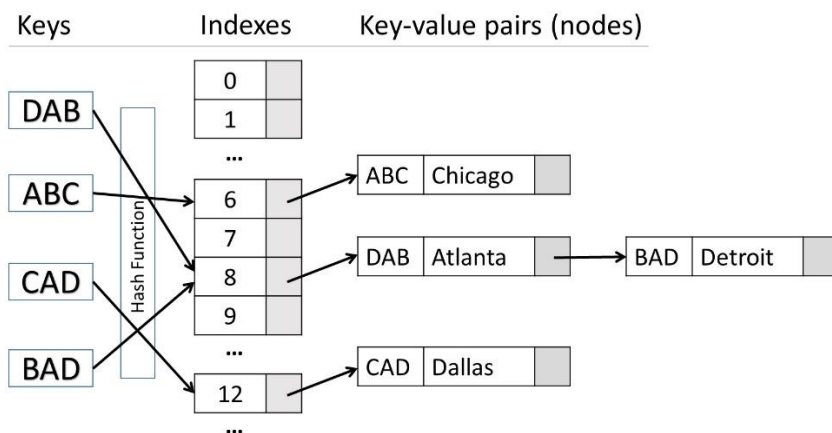 Keys
Indexes
Key-value pairs (nodes)
DAB
ABC
CAD
BAD
Hash Function
0
1
...
6
7
8
9
...
12
...
ABC Chicago
DAB Atlanta
BAD Detroit
CAD Dallas